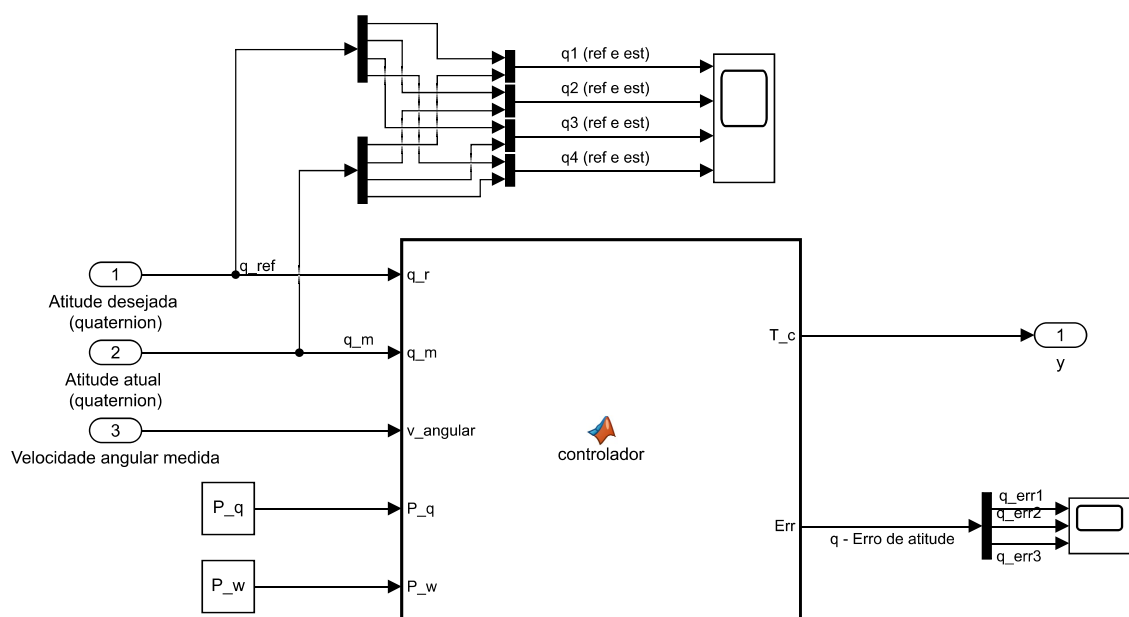 q1 (ref e est)
q2 (ref e est)
q3 (ref e est)
q4 (ref e est)
1
q_ref
q_r
Atitude desejada
(quaternion)
2
q_m
q_m
Atitude atual
(quaternion)
3
v_angular
Velocidade angular medida
P_q
P_q
P_w
P_w
controlador
T_c
1
y
Err
q - Erro de atitude
q_err1
q_err2
q_err3